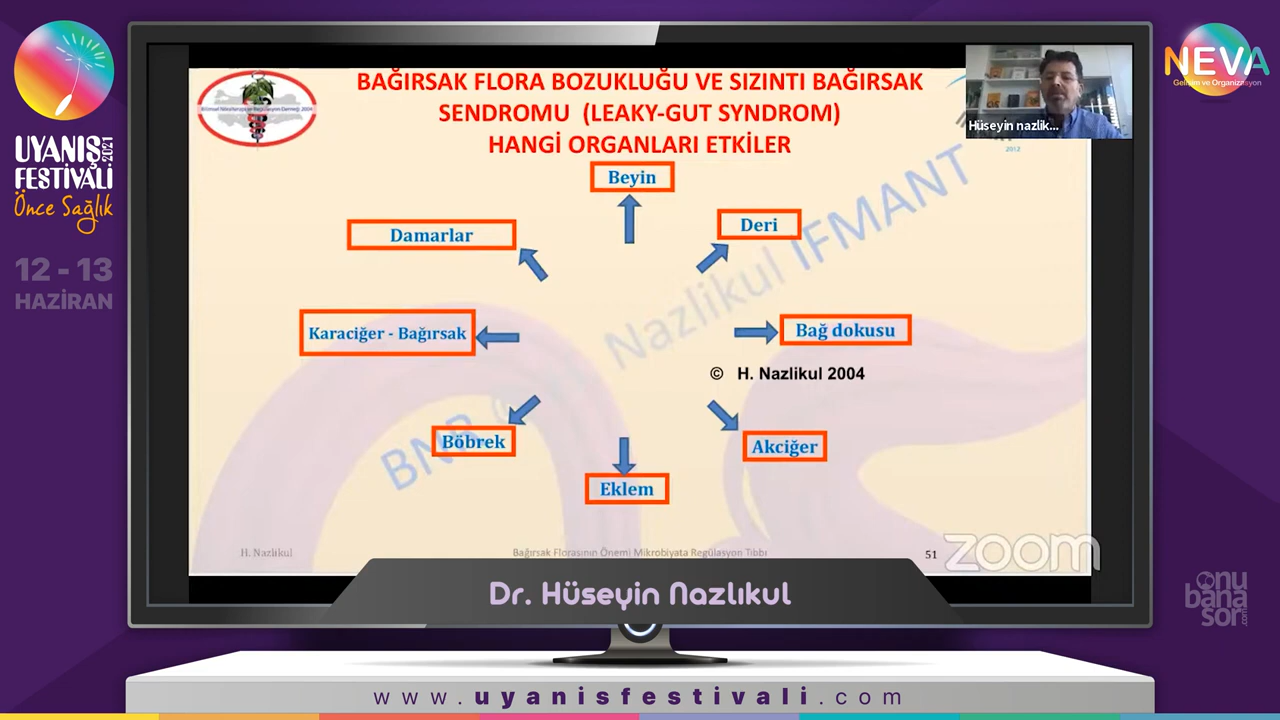 BAĞIRSAK FLORA BOZUKLUĞU VE SIZINTI BAĞIRSAK
SENDROMU (LEAKY-GUT SYNDROM)
HANGİ ORGANLARI ETKİLER
Hüseyin nazlik...
2012
NEVA
Gelişim ve Organizasyon
UYANIŞ 2021
FESTİVALİ
Önce Sağlık
12 - 13
HAZİRAN
Beyin
Damarlar
Deri
Karaciğer - Bağırsak
Bağ dokusu
© H. Nazlikul 2004
Böbrek
Akciğer
Eklem
Nazlikul IFMANT
BNR ©
H. Nazlikul
Bağırsak Florasının Önemi Mikrobiyata Regülasyon Tıbbı
51
zoom
Dr. Hüseyin Nazlıkul
onu
bana
sor.com
www.uyanisfestivali.com